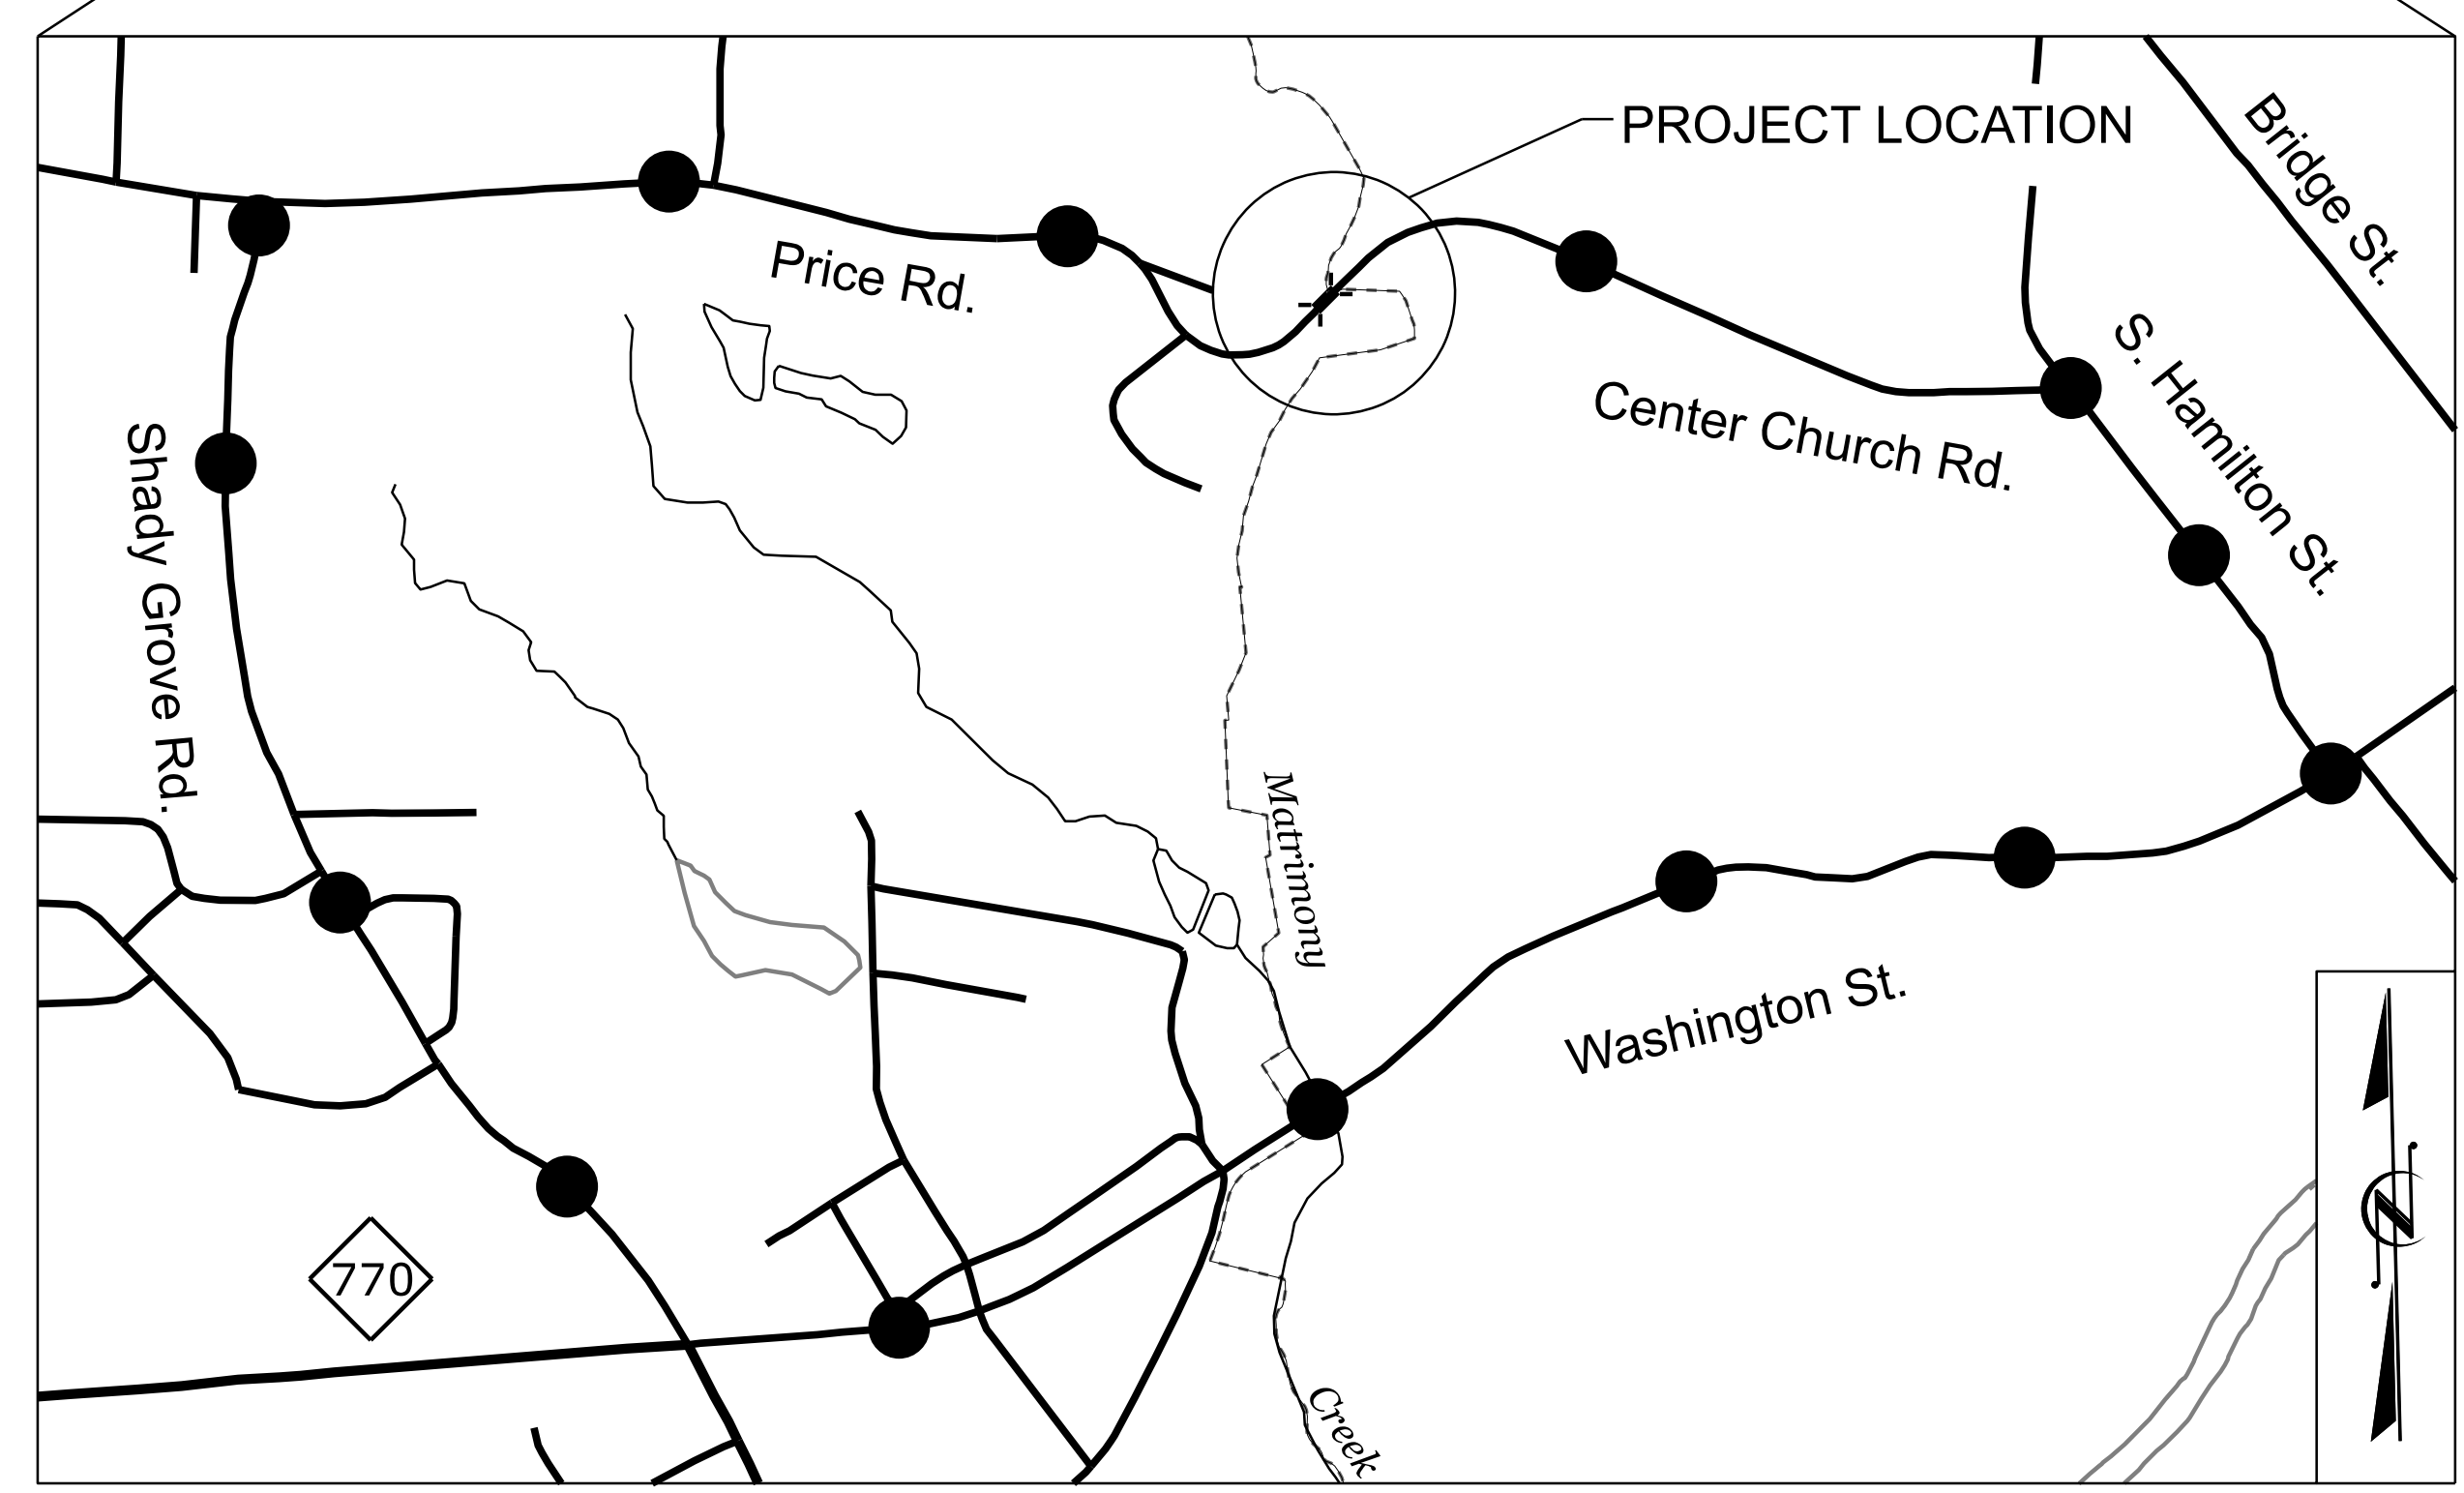 PROJECT LOCATION
Bridge St.
Price Rd.
S. Hamilton St.
Center Church Rd.
Shady Grove Rd.
Matrimony
Washington St.
N
770
Creek